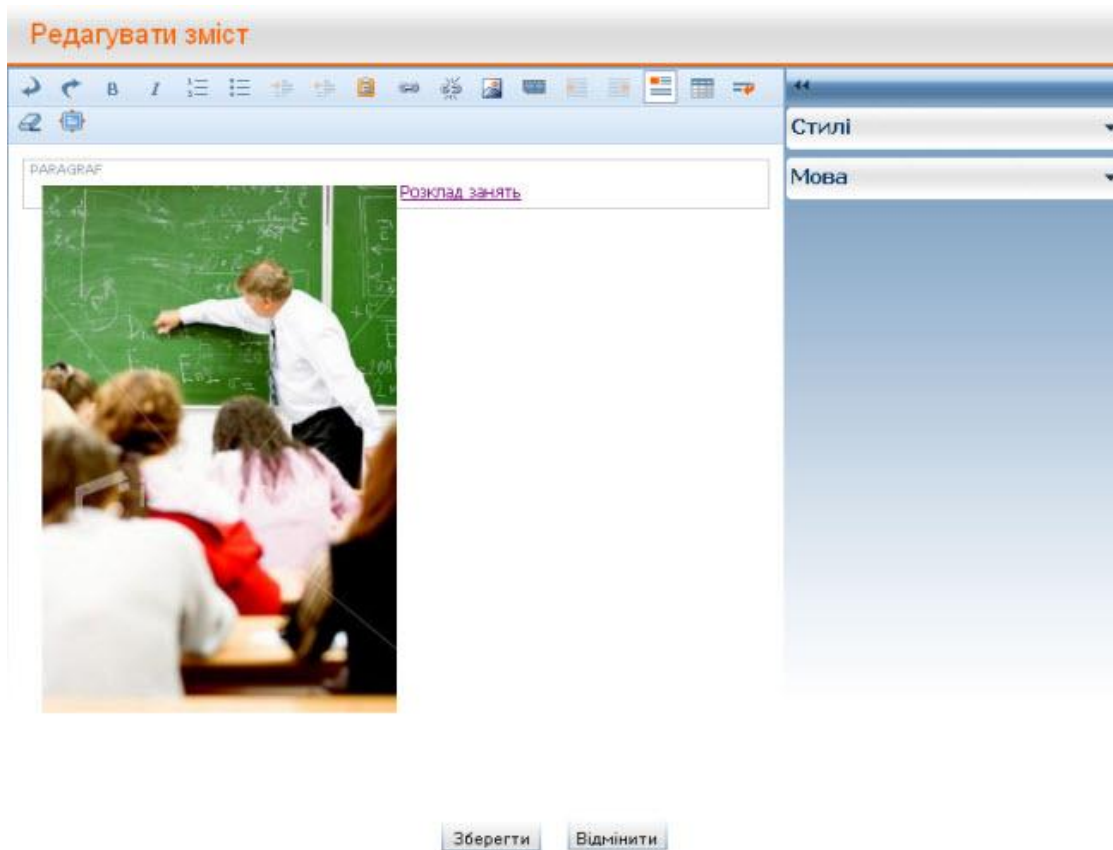 Редагувати зміст
Стилі
Мова
PARAGRAF
Розклад занять
Зберегти
Відмінити